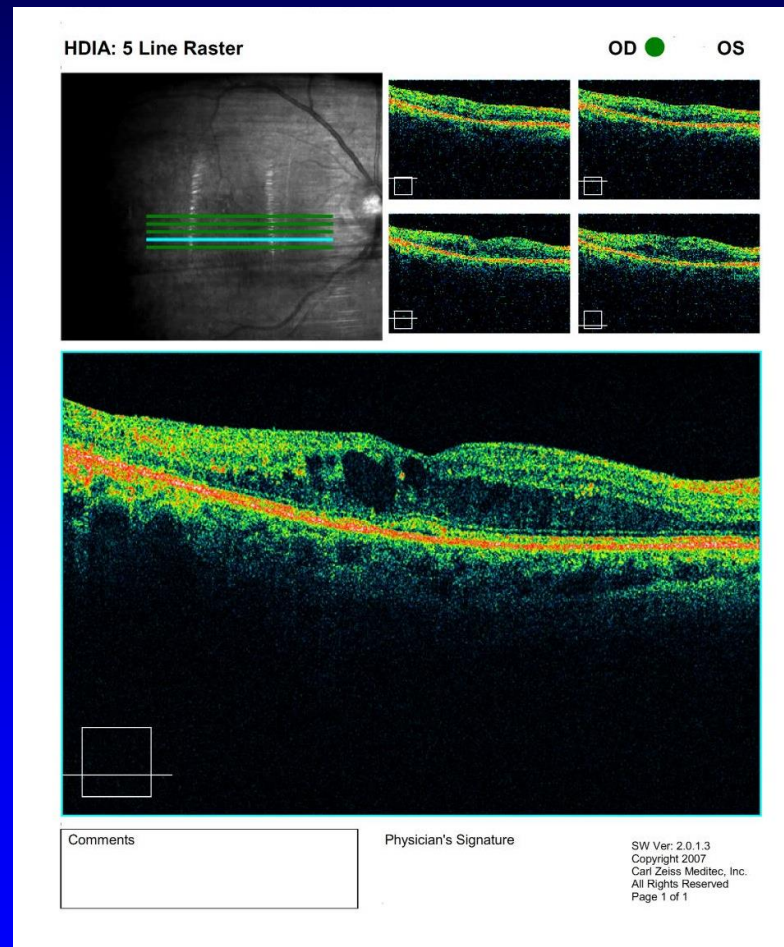 HDIA: 5 Line Raster
OD OS
Comments
Physician's Signature
SW Ver: 2.0.1.3
Copyright 2007
Carl Zeiss Meditec, Inc.
All Rights Reserved
Page 1 of 1